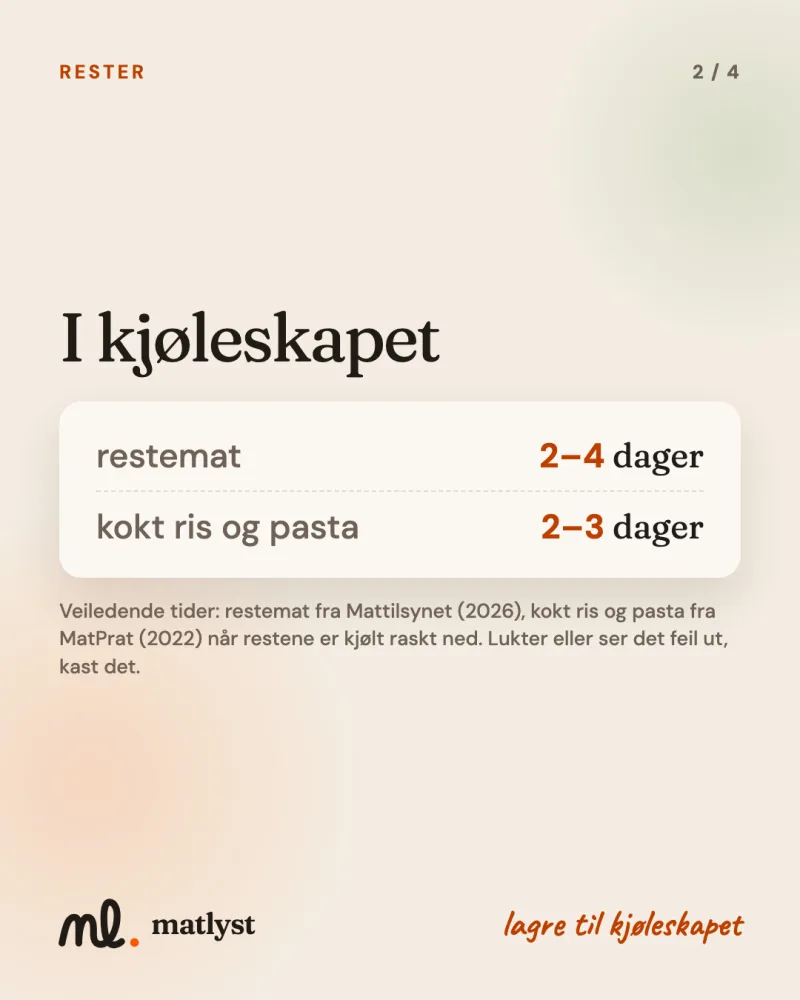 RESTER
2 / 4
I kjøleskapet
restemat 2–4 dager
kokt ris og pasta 2–3 dager
Veiledende tider: restemat fra Mattilsynet (2026), kokt ris og pasta fra
MatPrat (2022) når restene er kjølt raskt ned. Lukter eller ser det feil ut,
kast det.
ml. matlyst
lagre til kjøleskapet